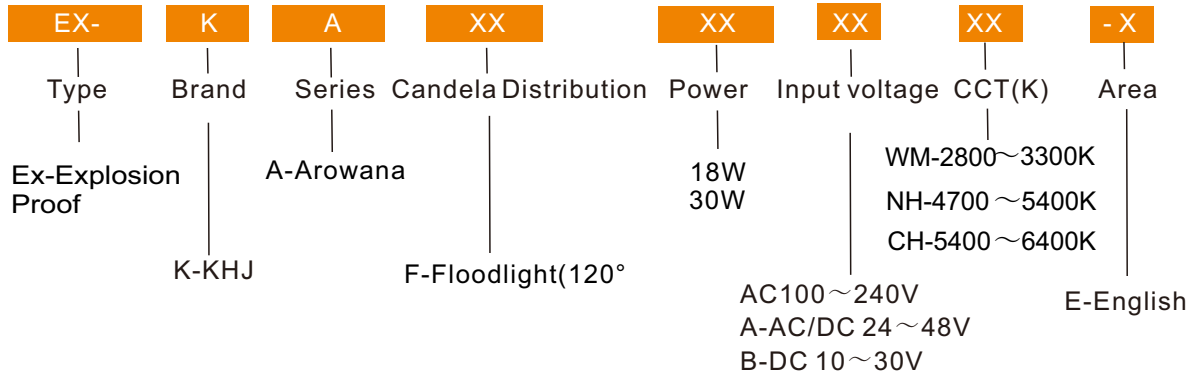 EX- K A XX XX XX XX - X
Type Brand Series Candela Distribution Power Input voltage CCT(K) Area
Ex-Explosion
Proof
K-KHJ
A-Arowana
F-Floodlight(120°
18W
30W
AC100～240V
A-AC/DC 24～48V
B-DC 10～30V
WM-2800～3300K
NH-4700～5400K
CH-5400～6400K
E-English